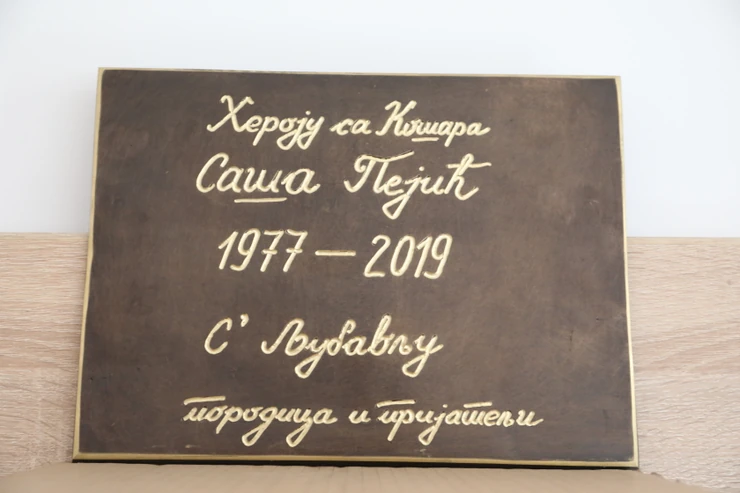 Хероју са Кошара
Саша Пејић
1977 — 2019
С' Љубављу
породица и пријатељи